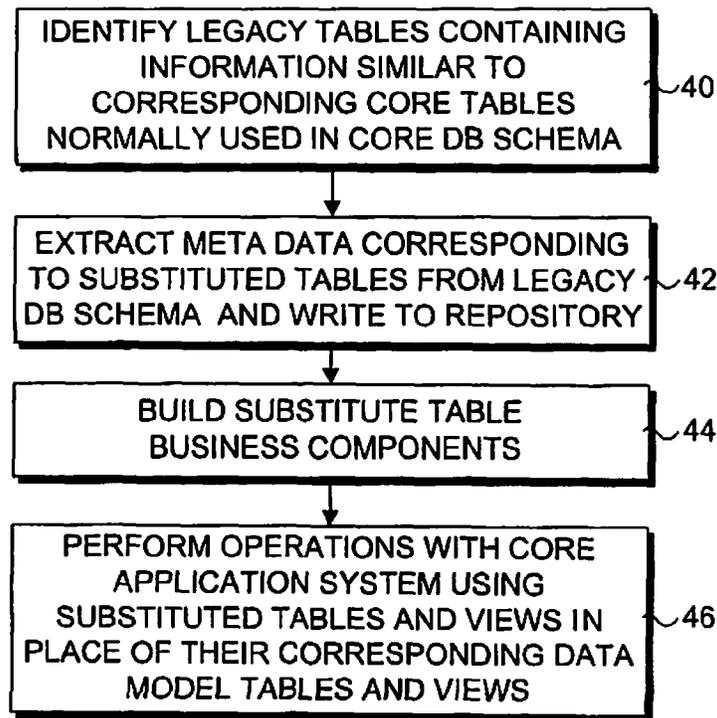 IDENTIFY LEGACY TABLES CONTAINING
INFORMATION SIMILAR TO
CORRESPONDING CORE TABLES
NORMALLY USED IN CORE DB SCHEMA
40
EXTRACT META DATA CORRESPONDING
TO SUBSTITUTED TABLES FROM LEGACY
DB SCHEMA AND WRITE TO REPOSITORY
42
BUILD SUBSTITUTE TABLE
BUSINESS COMPONENTS
44
PERFORM OPERATIONS WITH CORE
APPLICATION SYSTEM USING
SUBSTITUTED TABLES AND VIEWS IN
PLACE OF THEIR CORRESPONDING DATA
MODEL TABLES AND VIEWS
46